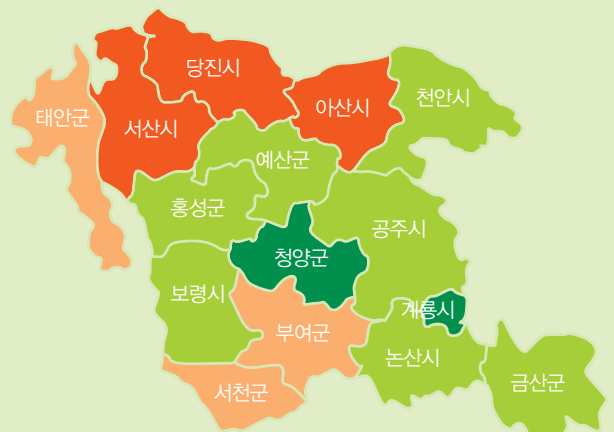 당진시
천안시
아산시
태안군
서산시
예산군
홍성군
공주시
청양군
보령시
계룡시
부여군
논산시
금산군
서천군